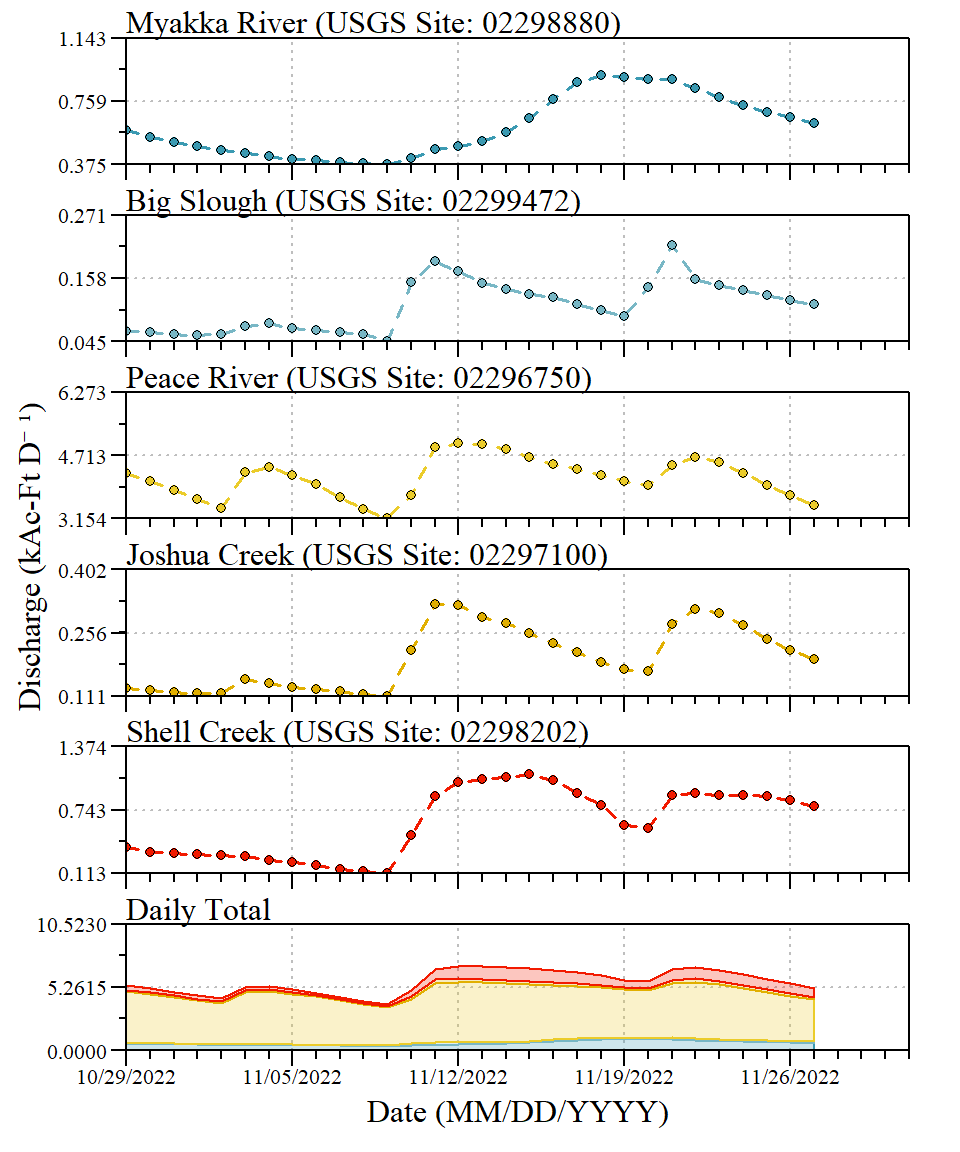 Myakka River (USGS Site: 02298880)
1.143
0.759
0.375
Big Slough (USGS Site: 02299472)
0.271
0.158
0.045
Peace River (USGS Site: 02296750)
6.273
4.713
3.154
Discharge (kAc-Ft D⁻¹)
Joshua Creek (USGS Site: 02297100)
0.402
0.256
0.111
Shell Creek (USGS Site: 02298202)
1.374
0.743
0.113
Daily Total
10.5230
5.2615
0.0000
10/29/2022 11/05/2022 11/12/2022 11/19/2022 11/26/2022
Date (MM/DD/YYYY)